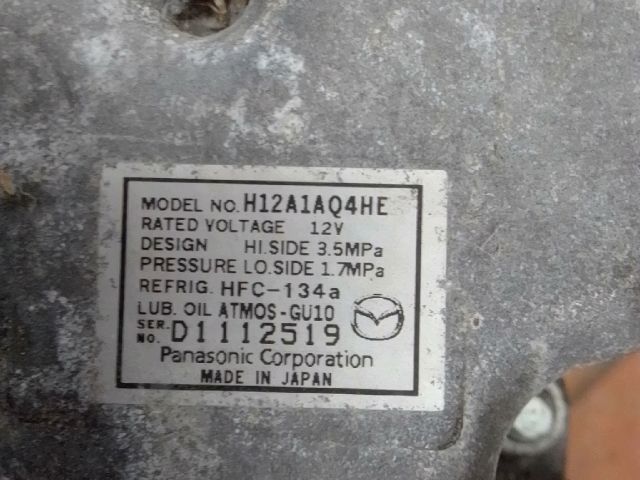 MODEL NO. H12A1AQ4HE
RATED VOLTAGE 12V
DESIGN HI.SIDE 3.5MPa
PRESSURE LO.SIDE 1.7MPa
REFRIG. HFC-134a
LUB. OIL ATMOS-GU10
SER. NO. D1112519
Panasonic Corporation
MADE IN JAPAN